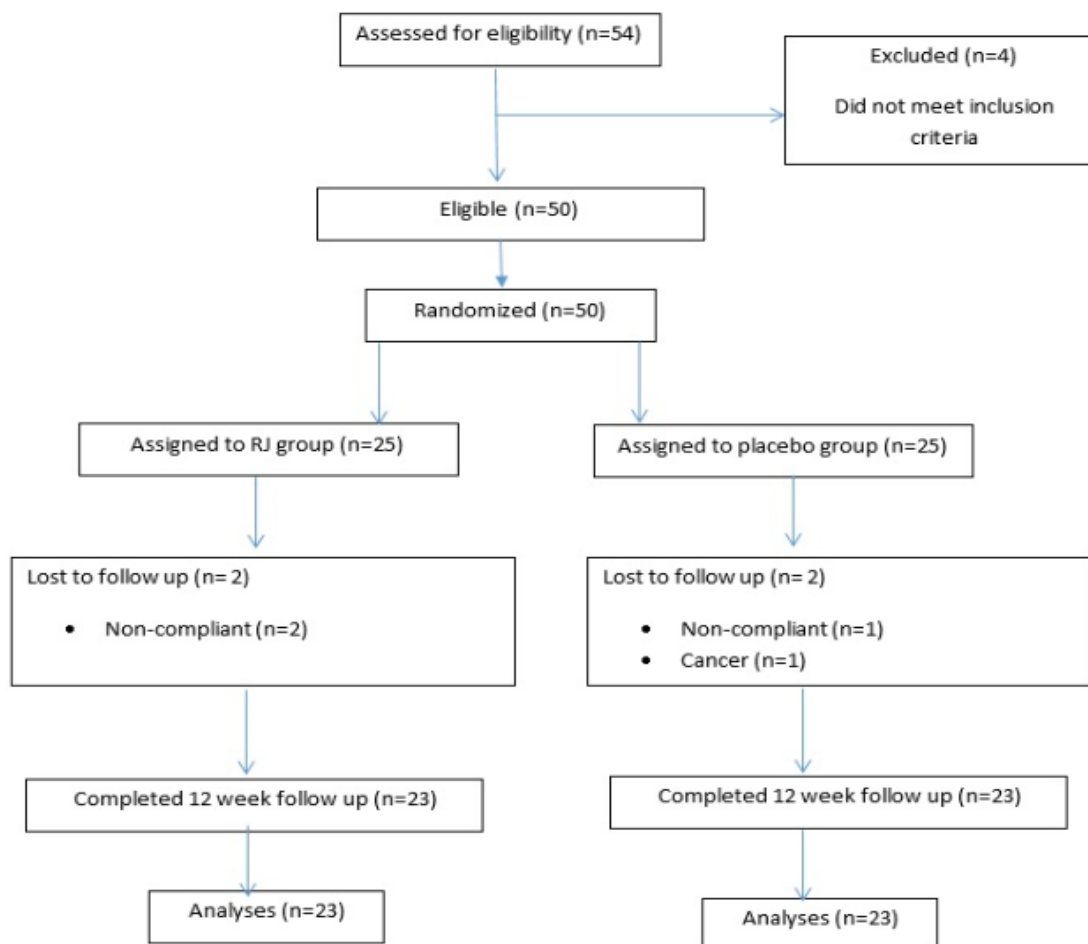 Assessed for eligibility (n=54)
Excluded (n=4)
Did not meet inclusion
criteria
Eligible (n=50)
Randomized (n=50)
Assigned to RJ group (n=25)
Assigned to placebo group (n=25)
Lost to follow up (n= 2)
• Non-compliant (n=2)
Lost to follow up (n= 2)
• Non-compliant (n=1)
• Cancer (n=1)
Completed 12 week follow up (n=23)
Completed 12 week follow up (n=23)
Analyses (n=23)
Analyses (n=23)